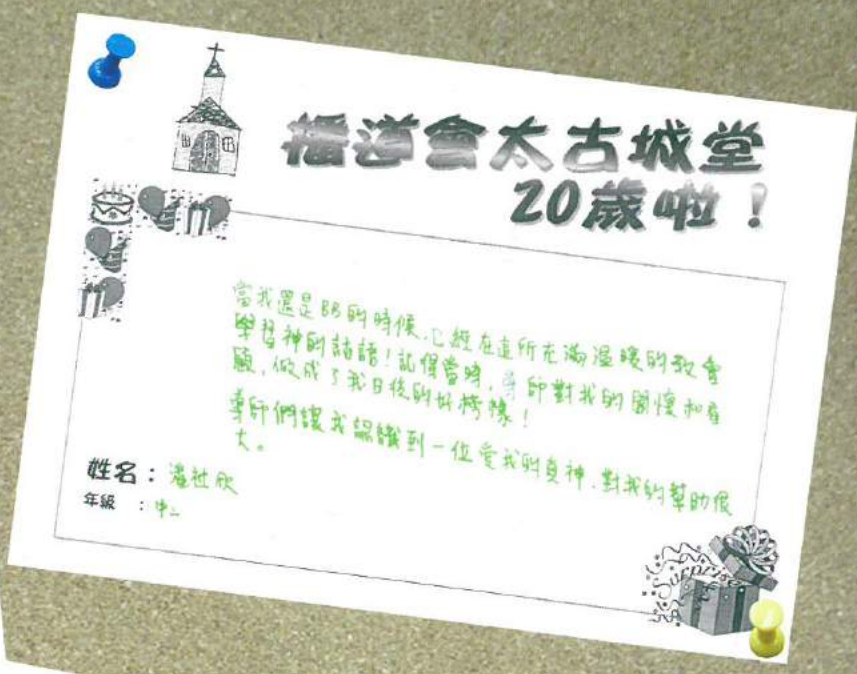 播道會太古城堂
20歲啦！
當我還是BB的時候，已經在這所充滿溫暖的教會
學習神的話語！記得當時，導師對我的關懷和看
顧，做成了我日後的好榜樣！
導師們讓我認識到一位愛我的真神，對我的幫助很
大。
姓名：潘社欣
年級：中二